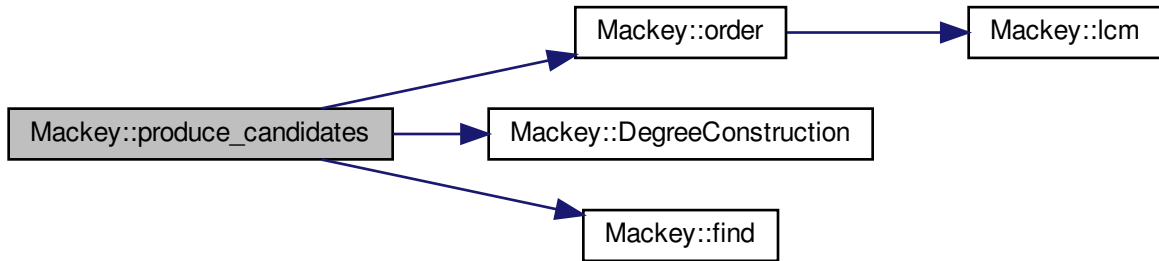 Mackey::order
Mackey::lcm
Mackey::produce_candidates
Mackey::DegreeConstruction
Mackey::find